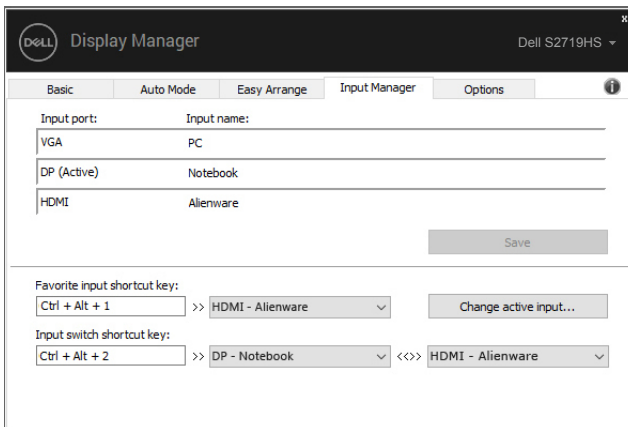 x
DELL Display Manager Dell S2719HS
Basic Auto Mode Easy Arrange Input Manager Options i
Input port: Input name:
VGA PC
DP (Active) Notebook
HDMI Alienware
Save
Favorite input shortcut key:
Ctrl + Alt + 1 >> HDMI - Alienware Change active input...
Input switch shortcut key:
Ctrl + Alt + 2 >> DP - Notebook <<>> HDMI - Alienware